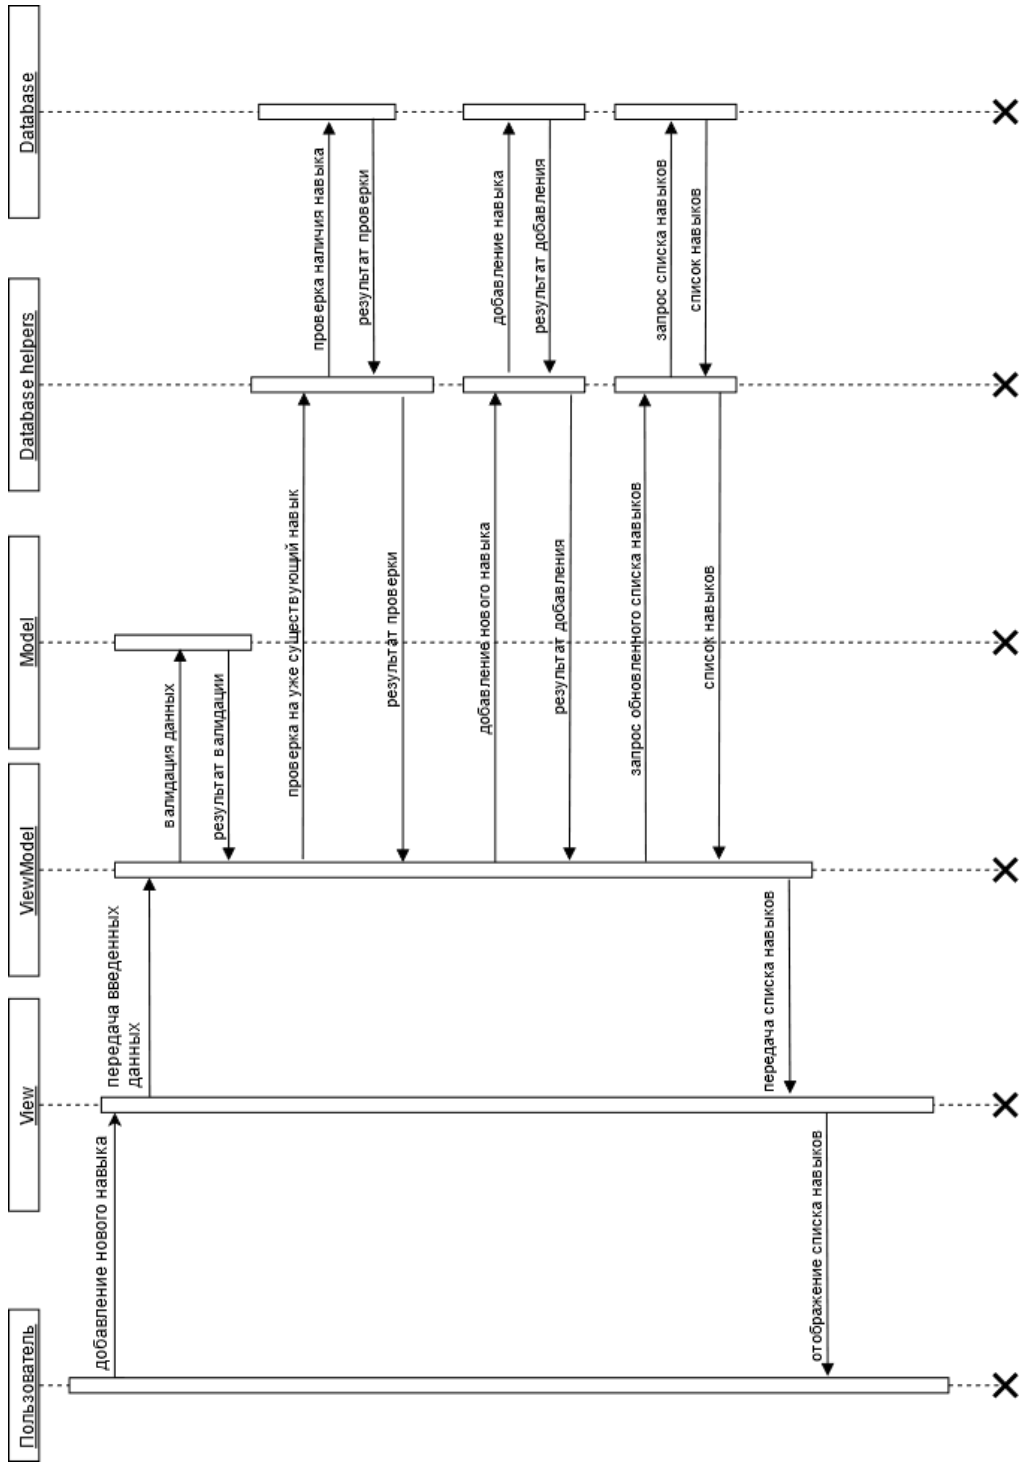 Пользователь
View
ViewModel
Model
Database helpers
Database
добавление нового навыка
передача введенных
данных
валидация данных
результат валидации
проверка на уже существующий навык
проверка наличия навыка
результат проверки
результат проверки
добавление нового навыка
добавление навыка
результат добавления
результат добавления
запрос обновленного списка навыков
запрос списка навыков
список навыков
список навыков
передача списка навыков
отображение списка навыков